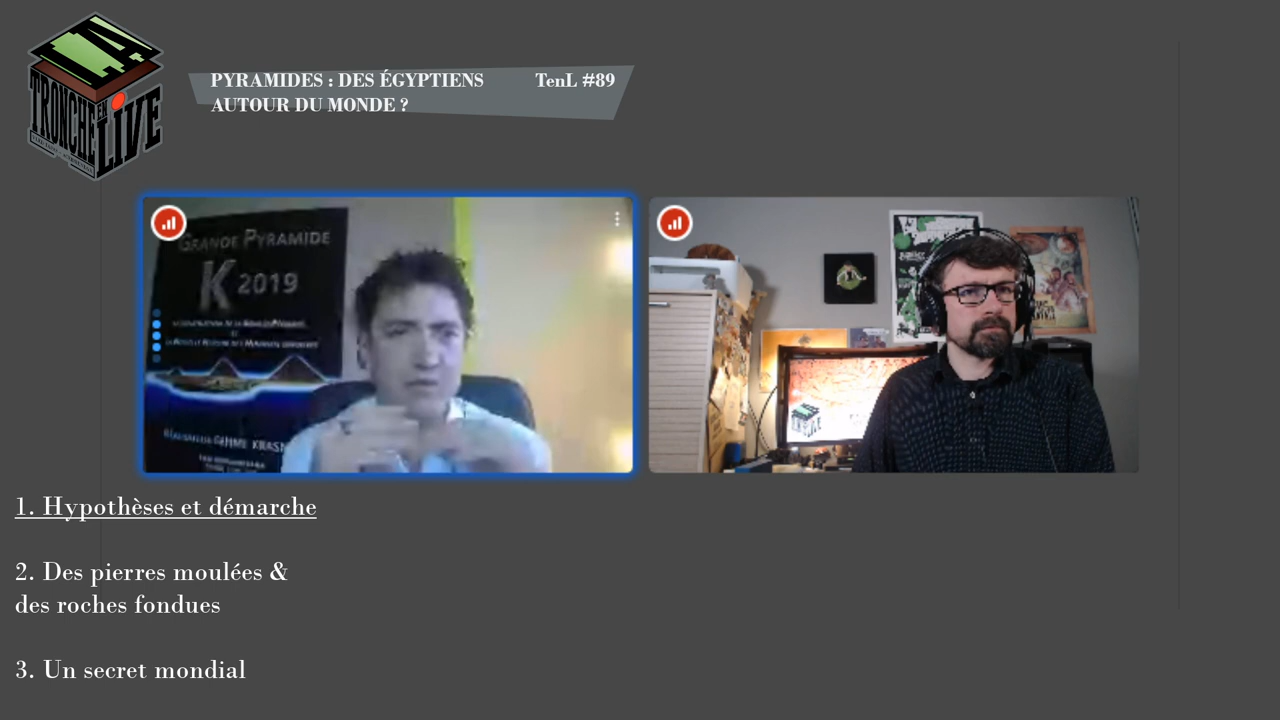 TRONCHE EN LIVE
PYRAMIDES : DES ÉGYPTIENS
AUTOUR DU MONDE ?
TenL #89
GRANDE PYRAMIDE
K 2019
1. Hypothèses et démarche
2. Des pierres moulées &
des roches fondues
3. Un secret mondial